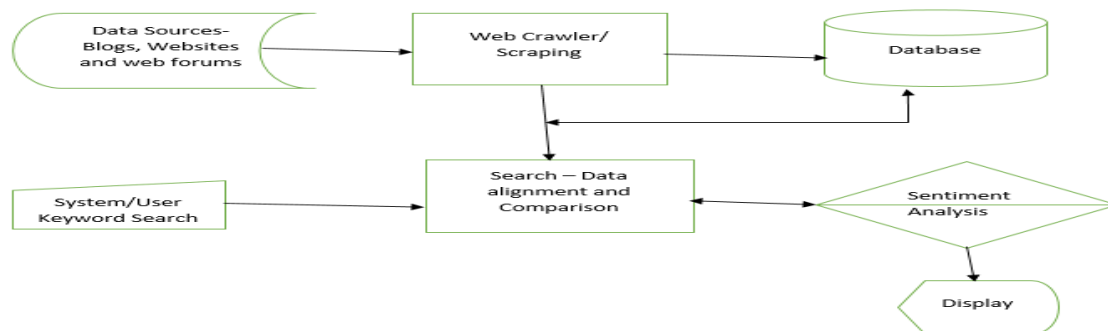 Data Sources-
Blogs, Websites
and web forums
Web Crawler/
Scraping
Database
System/User
Keyword Search
Search – Data
alignment and
Comparison
Sentiment
Analysis
Display